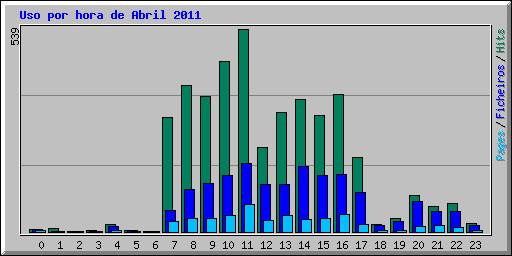 Uso por hora de Abril 2011
539
Pages / Ficheiros / Hits
0 1 2 3 4 5 6 7 8 9 10 11 12 13 14 15 16 17 18 19 20 21 22 23